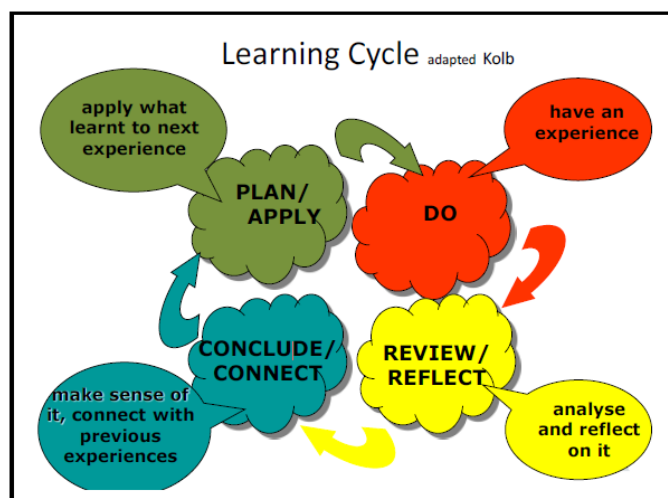 Learning Cycle adapted Kolb
apply what
learnt to next
experience
have an
experience
PLAN/
APPLY
DO
CONCLUDE/
CONNECT
REVIEW/
REFLECT
make sense of
it, connect with
previous
experiences
analyse
and reflect
on it